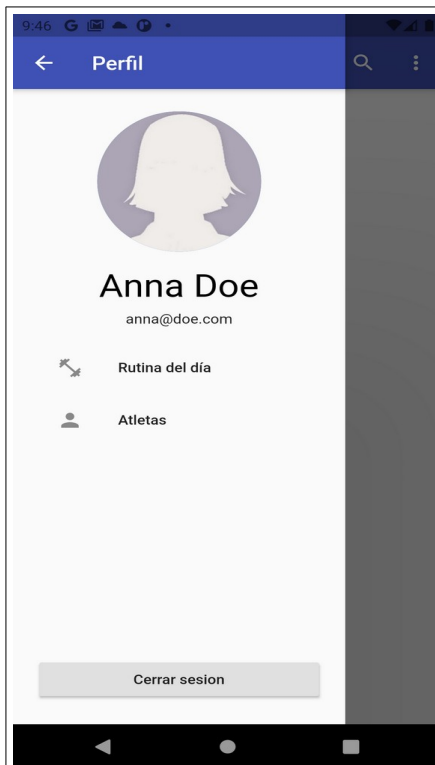 9:46
Perfil
Anna Doe
anna@doe.com
Rutina del día
Atletas
Cerrar sesion